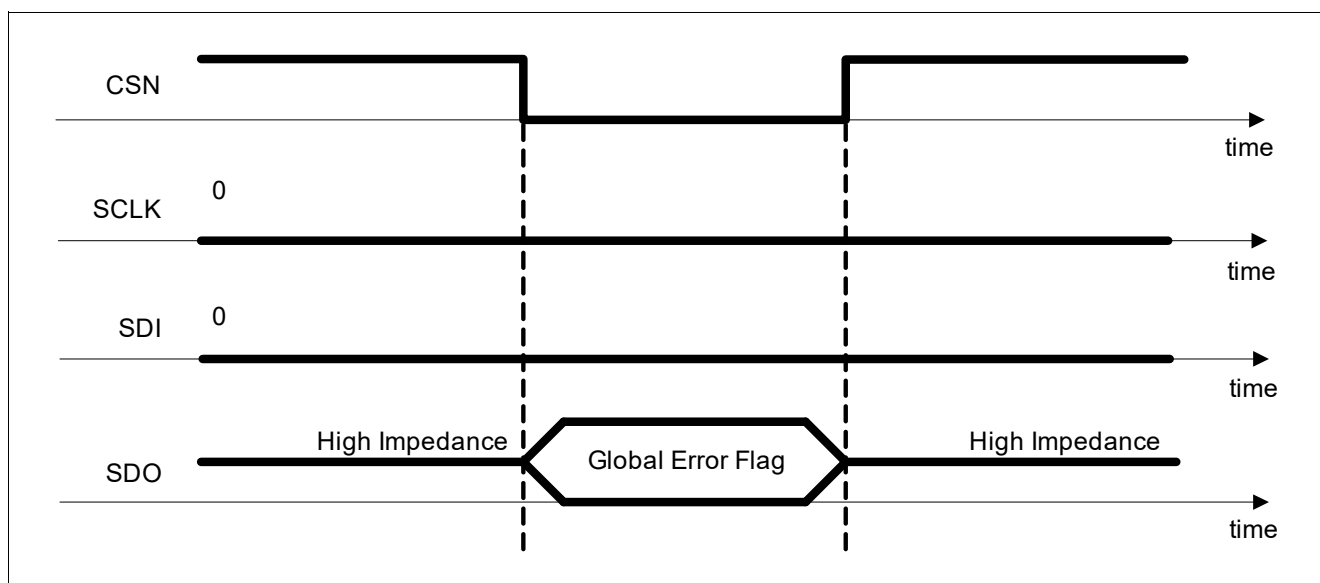 CSN
time
0
SCLK
time
0
SDI
time
High Impedance
Global Error Flag
High Impedance
SDO
time